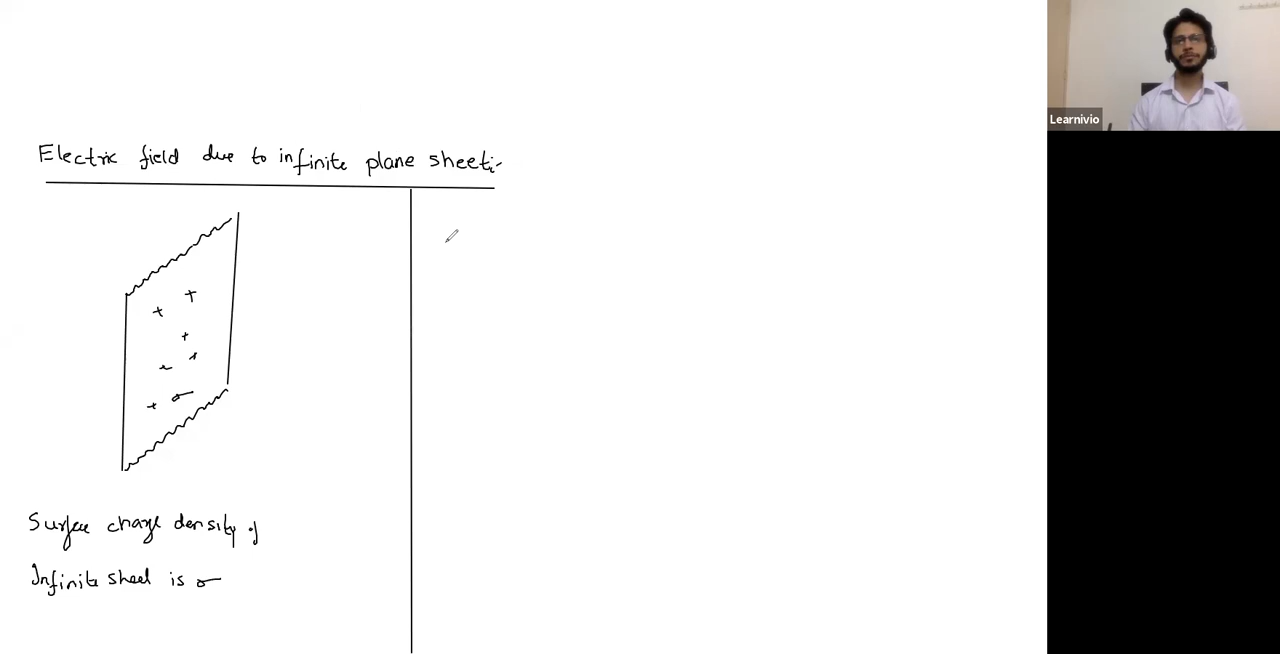 Electric field due to infinite plane sheet:-
+ +
+
+
+ σ
Surface charge density of
Infinite sheet is σ
Learnivio